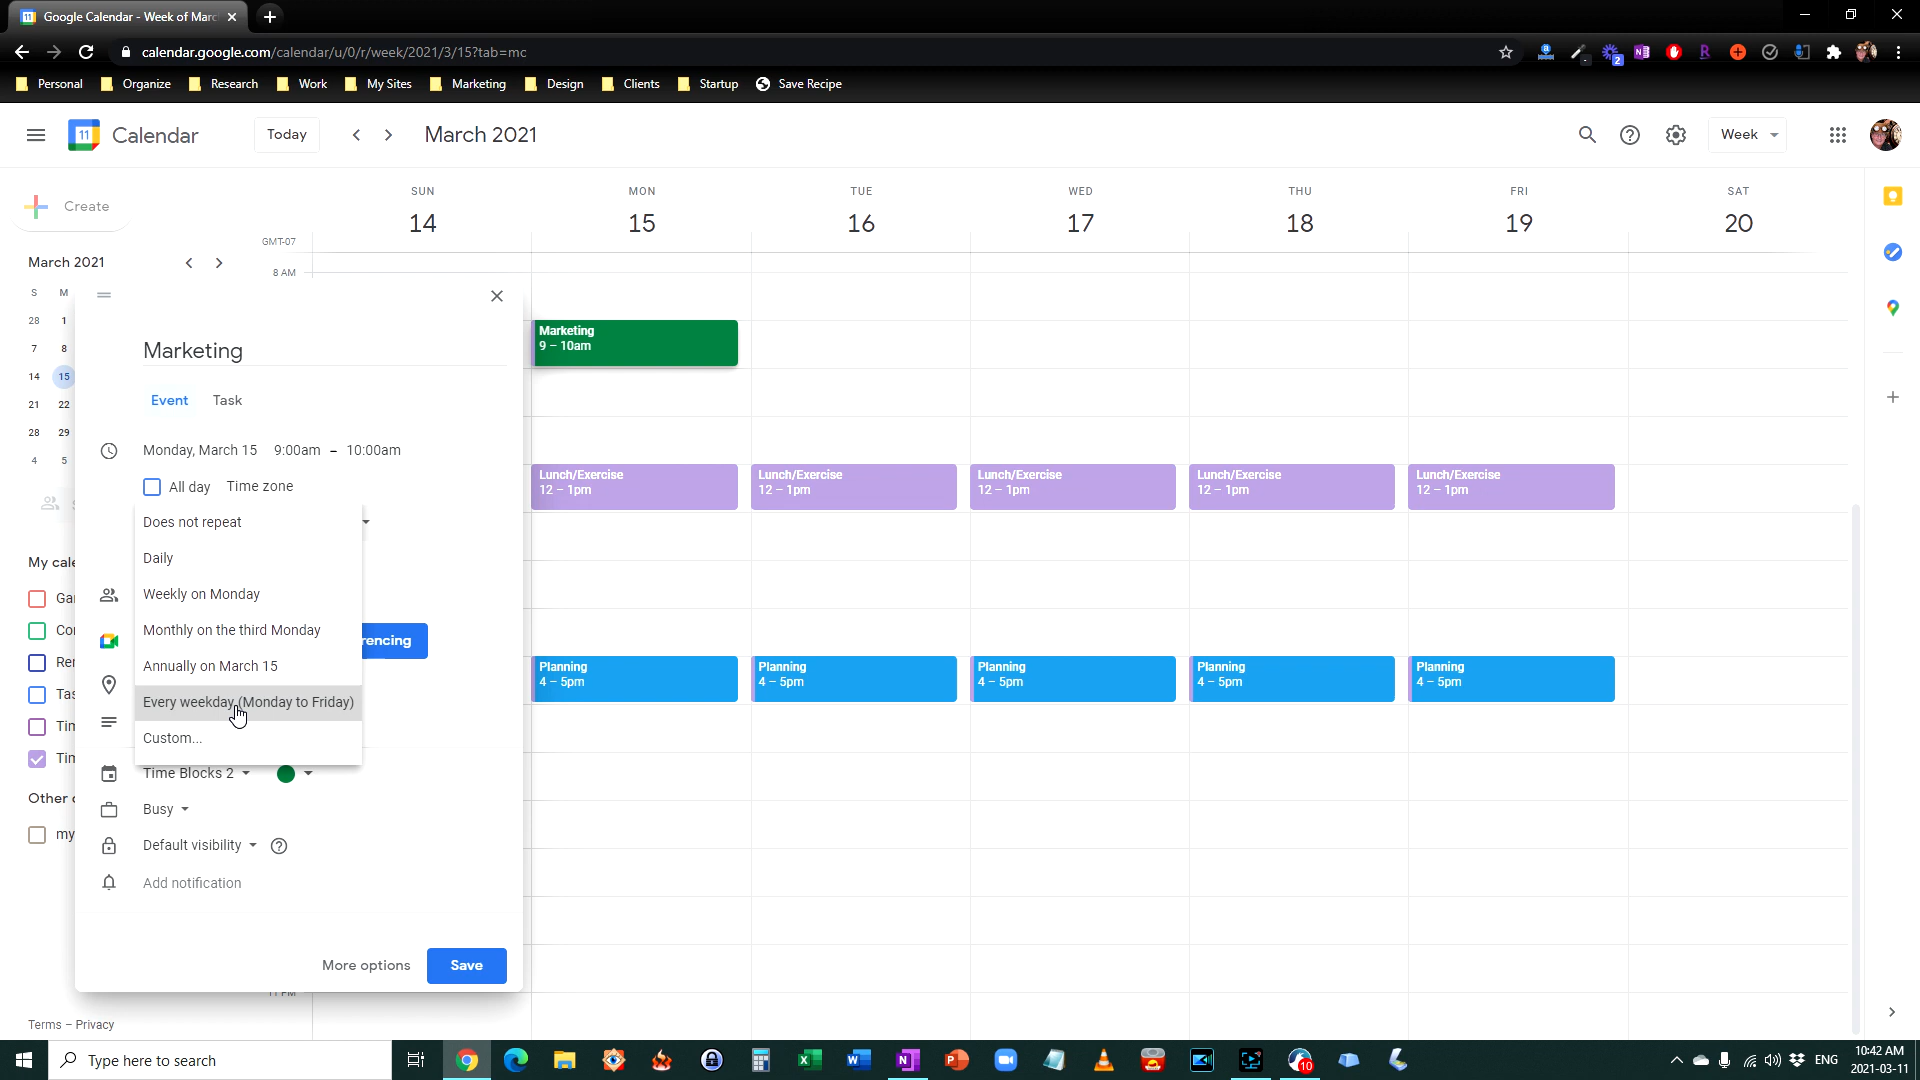 Google Calendar - Week of Marc
calendar.google.com/calendar/u/0/r/week/2021/3/15?tab=mc
2
Personal Organize Research Work My Sites Marketing Design Clients Startup Save Recipe
11 Calendar Today March 2021 Week
Create
SUN MON TUE WED THU FRI SAT
14 15 16 17 18 19 20
GMT-07
8 AM
March 2021
S M
28 1
7 8
14 15
21 22
28 29
4 5
My cale
Gar
Cor
Rer
Tas
Tim
Tim
Other c
my
Terms – Privacy
Marketing
Event Task
Monday, March 15 9:00am – 10:00am
All day Time zone
Does not repeat
Daily
Weekly on Monday
Monthly on the third Monday
Annually on March 15
Every weekday (Monday to Friday)
Custom...
rencing
Time Blocks 2
Busy
Default visibility
Add notification
More options Save
11 PM
Marketing
9 – 10am
Lunch/Exercise Lunch/Exercise Lunch/Exercise Lunch/Exercise Lunch/Exercise
12 – 1pm 12 – 1pm 12 – 1pm 12 – 1pm 12 – 1pm
Planning Planning Planning Planning Planning
4 – 5pm 4 – 5pm 4 – 5pm 4 – 5pm 4 – 5pm
Type here to search
10
ENG
10:42 AM
2021-03-11